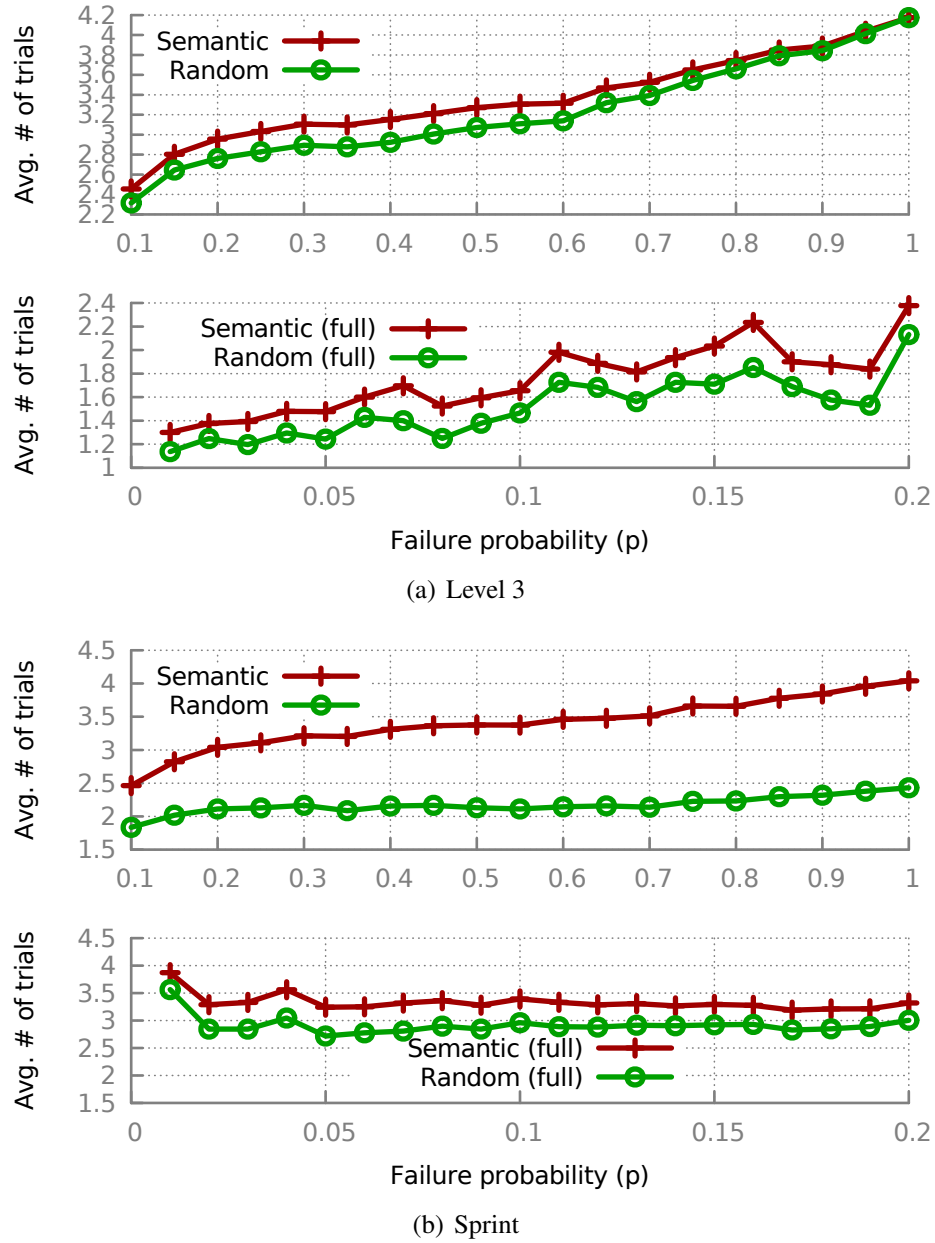 Avg. # of trials
4.2
4
3.8
3.6
3.4
3.2
3
2.8
2.6
2.4
2.2
Semantic
Random
0.1 0.2 0.3 0.4 0.5 0.6 0.7 0.8 0.9 1
Avg. # of trials
2.4
2.2
2
1.8
1.6
1.4
1.2
1
Semantic (full)
Random (full)
0 0.05 0.1 0.15 0.2
Failure probability (p)
(a) Level 3
Avg. # of trials
4.5
4
3.5
3
2.5
2
1.5
Semantic
Random
0.1 0.2 0.3 0.4 0.5 0.6 0.7 0.8 0.9 1
Avg. # of trials
4.5
4
3.5
3
2.5
2
1.5
Semantic (full)
Random (full)
0 0.05 0.1 0.15 0.2
Failure probability (p)
(b) Sprint